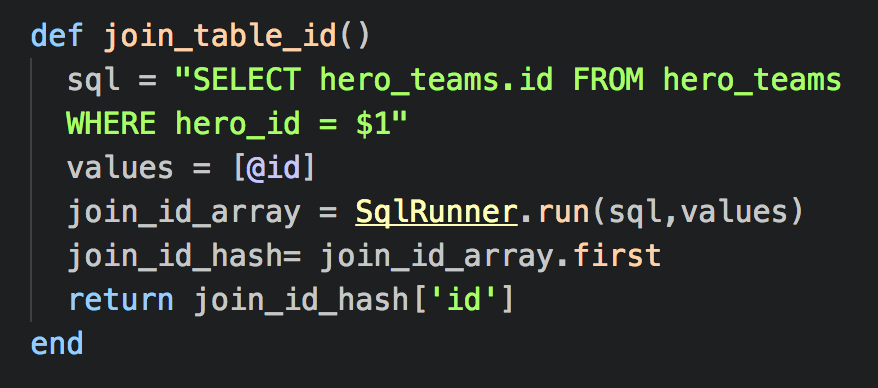 def join_table_id()
sql = "SELECT hero_teams.id FROM hero_teams
WHERE hero_id = $1"
values = [@id]
join_id_array = SqlRunner.run(sql,values)
join_id_hash= join_id_array.first
return join_id_hash['id']
end